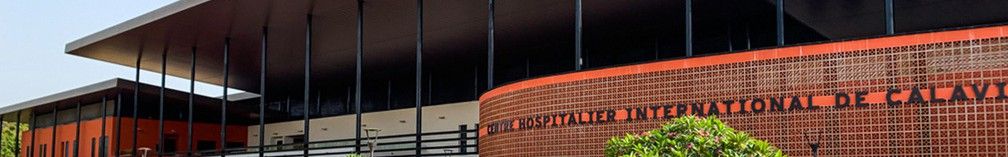 CENTRE HOSPITALIER INTERNATIONAL DE CALAVI